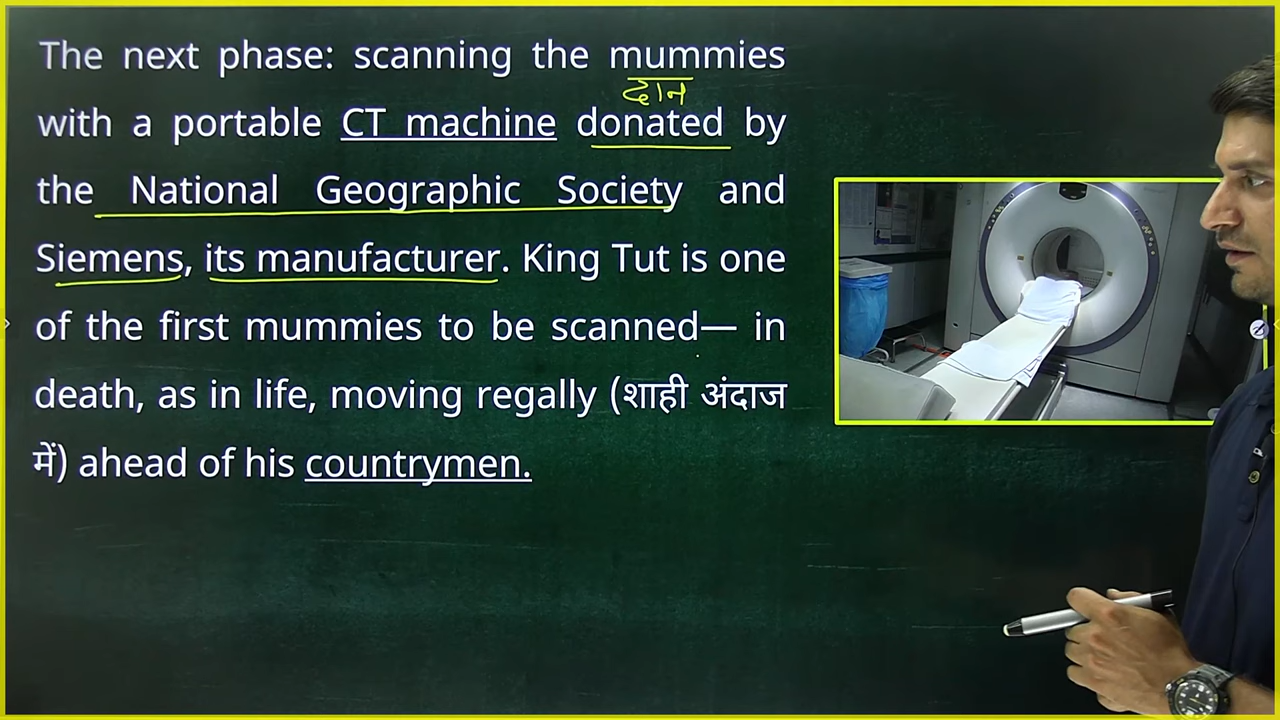 The next phase: scanning the mummies
दान
with a portable CT machine donated by
the National Geographic Society and
Siemens, its manufacturer. King Tut is one
of the first mummies to be scanned— in
death, as in life, moving regally (शाही अंदाज
में) ahead of his countrymen.